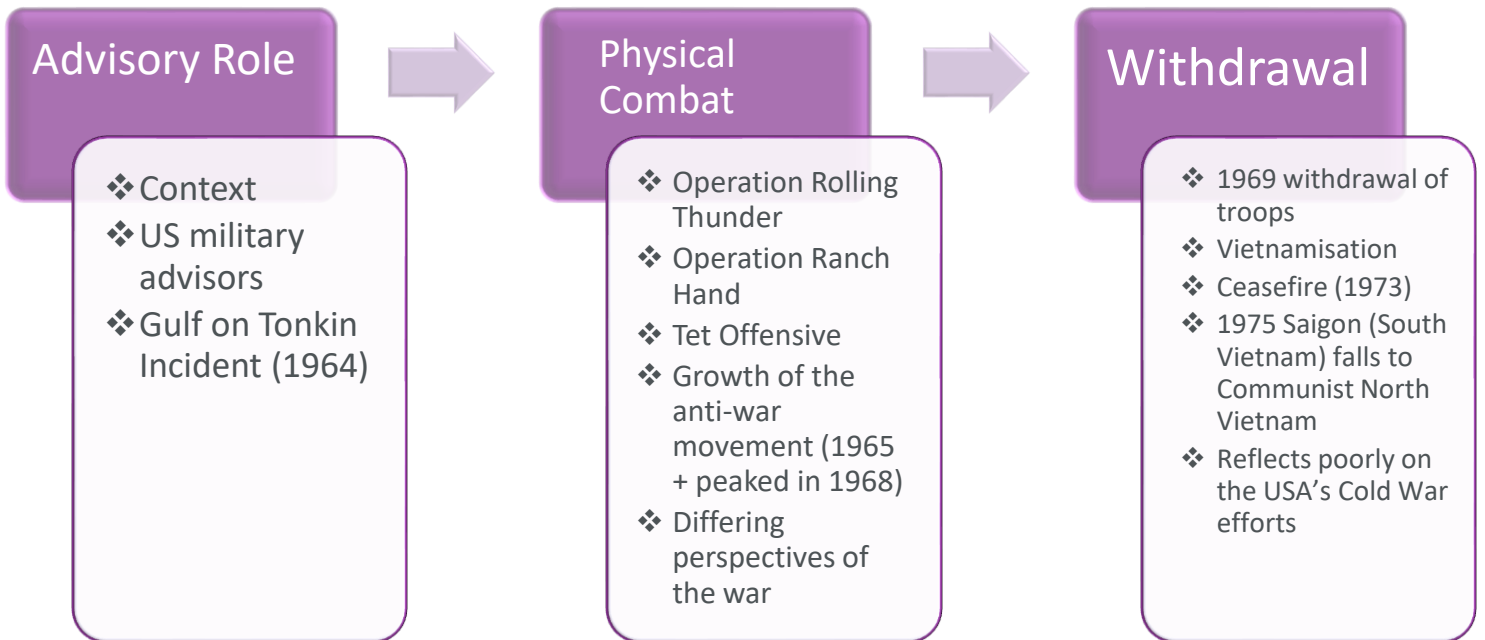 Advisory Role
❖ Context
❖ US military
advisors
❖ Gulf on Tonkin
Incident (1964)
Physical
Combat
❖ Operation Rolling
Thunder
❖ Operation Ranch
Hand
❖ Tet Offensive
❖ Growth of the
anti-war
movement (1965
+ peaked in 1968)
❖ Differing
perspectives of
the war
Withdrawal
❖ 1969 withdrawal of
troops
❖ Vietnamisation
❖ Ceasefire (1973)
❖ 1975 Saigon (South
Vietnam) falls to
Communist North
Vietnam
❖ Reflects poorly on
the USA’s Cold War
efforts